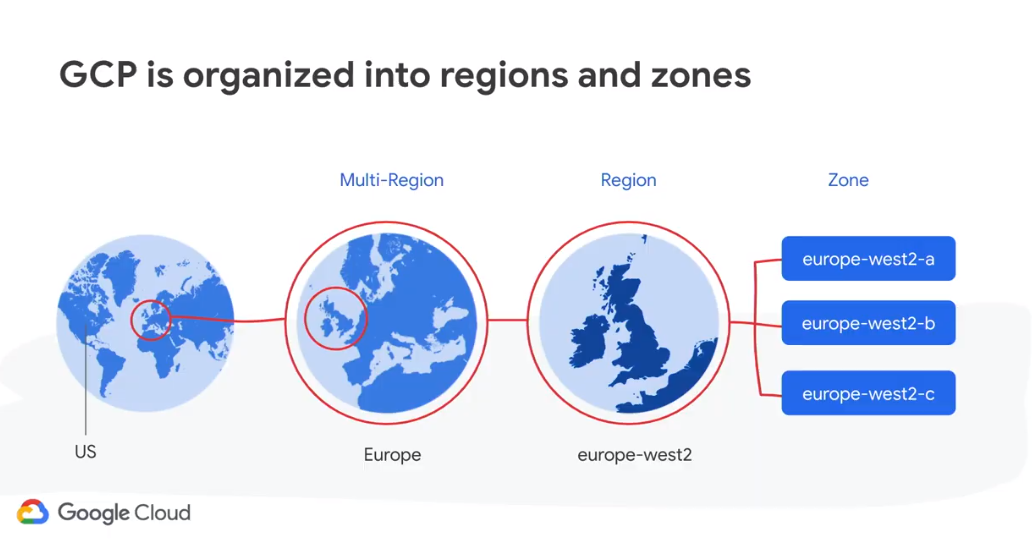 GCP is organized into regions and zones
Multi-Region
Region
Zone
europe-west2-a
europe-west2-b
europe-west2-c
US
Europe
europe-west2
Google Cloud